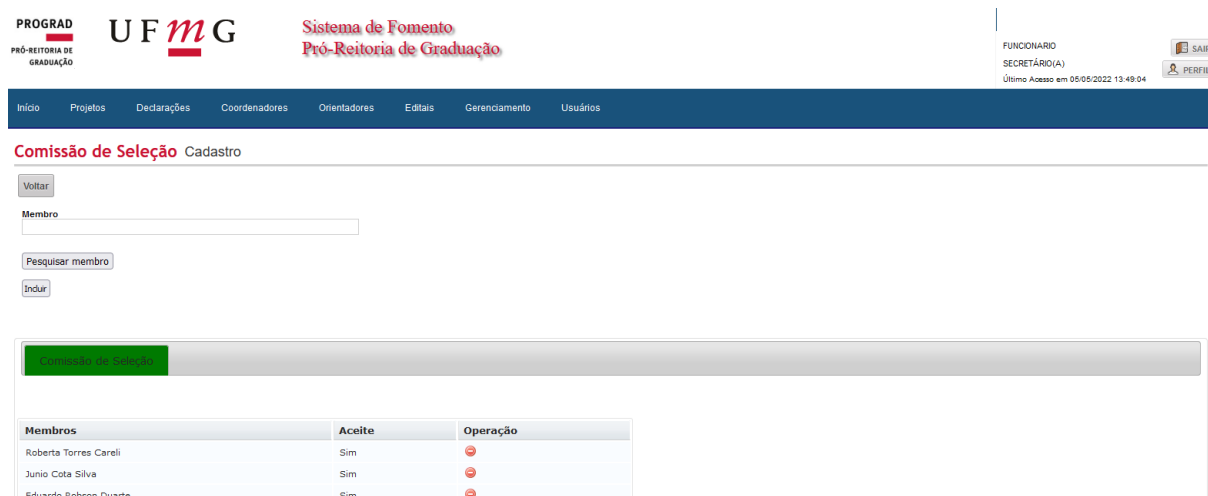 PROGRAD
PRÓ-REITORIA DE
GRADUAÇÃO
UFmG
Sistema de Fomento
Pró-Reitoria de Graduação
FUNCIONARIO
SECRETÁRIO(A)
Último Acesso em 05/05/2022 13:49:04
SAIR
PERFIL
Início Projetos Declarações Coordenadores Orientadores Editais Gerenciamento Usuários
Comissão de Seleção Cadastro
Voltar
Membro
Pesquisar membro
Incluir
Comissão de Seleção
Membros Aceite Operação
Roberta Torres Careli Sim
Junio Cota Silva Sim
Eduardo Robson Duarte Sim